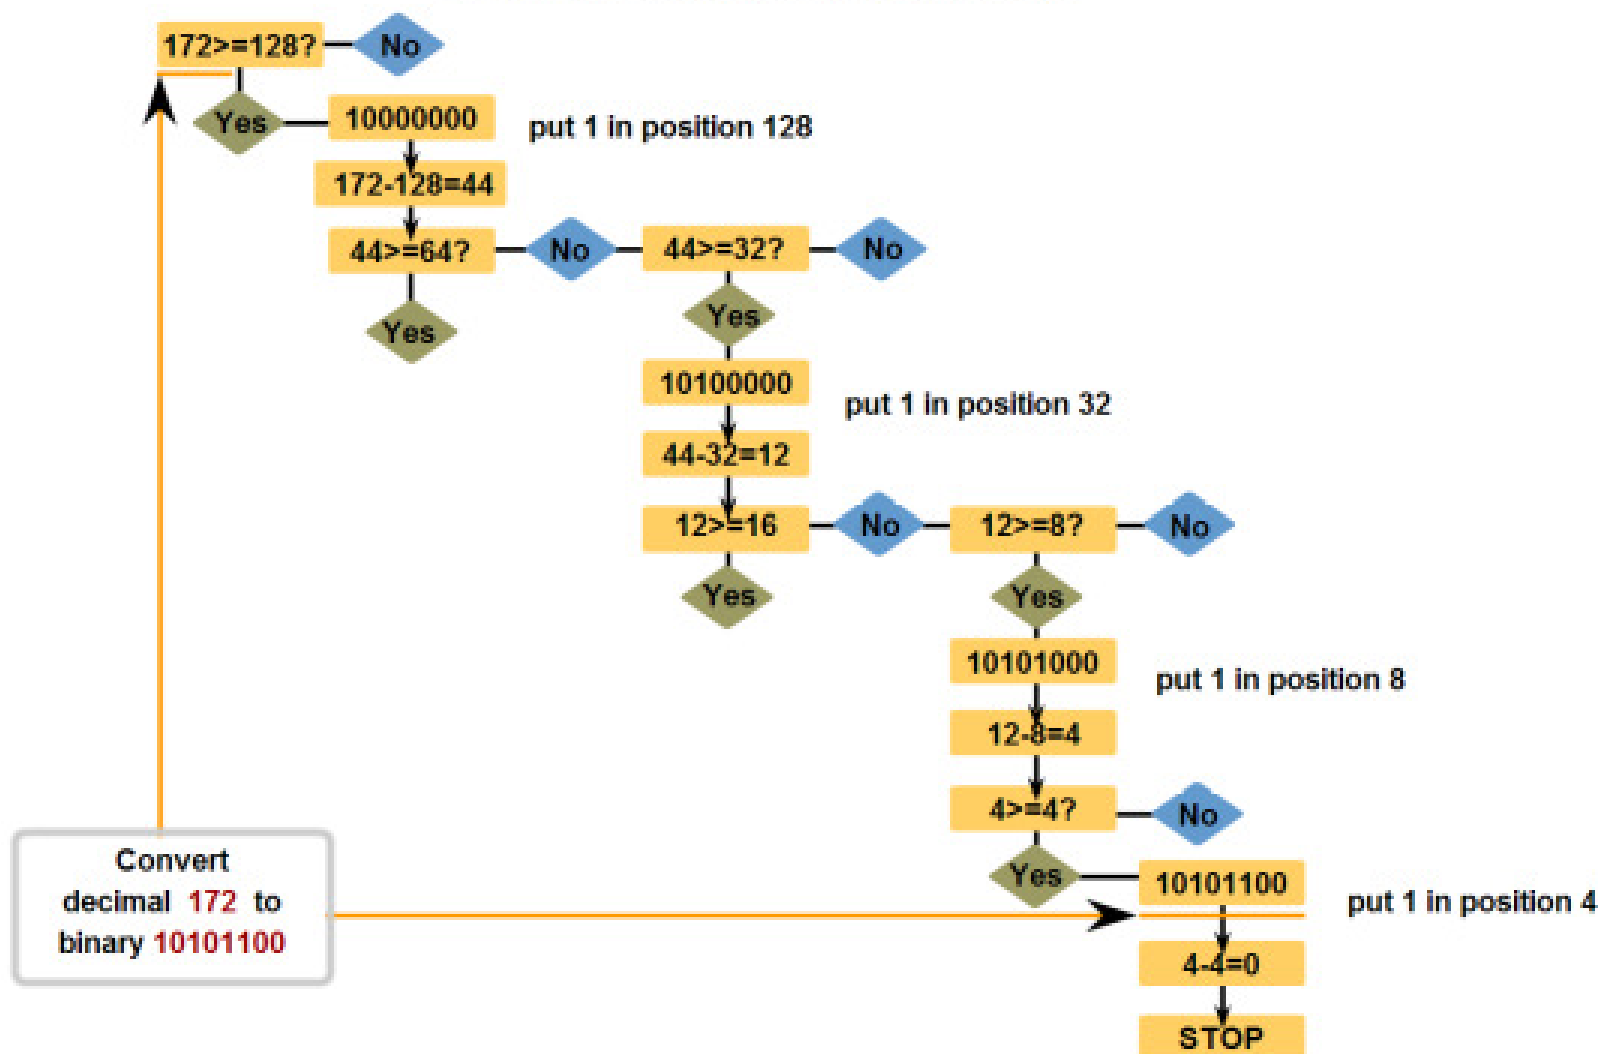 172>=128?
No
Yes
10000000
put 1 in position 128
172-128=44
44>=64?
No
44>=32?
No
Yes
Yes
10100000
put 1 in position 32
44-32=12
12>=16
No
12>=8?
No
Yes
Yes
10101000
put 1 in position 8
12-8=4
4>=4?
No
Yes
10101100
put 1 in position 4
4-4=0
STOP
Convert
decimal 172 to
binary 10101100